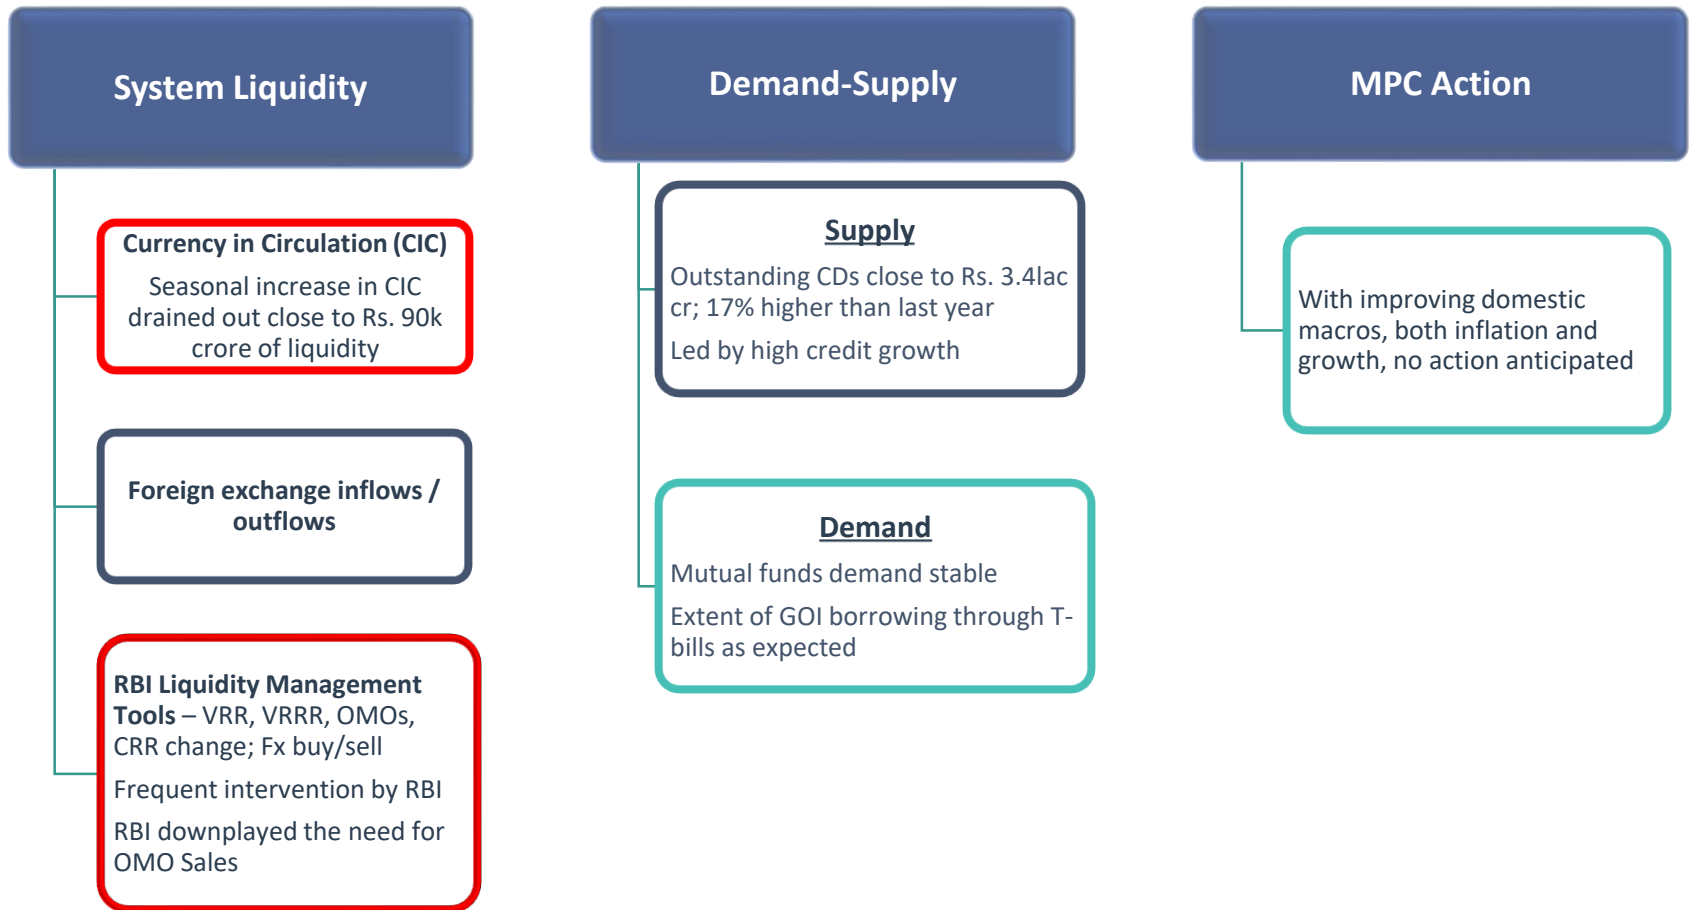 System Liquidity
Currency in Circulation (CIC)
Seasonal increase in CIC
drained out close to Rs. 90k
crore of liquidity
Foreign exchange inflows /
outflows
RBI Liquidity Management
Tools – VRR, VRRR, OMOs,
CRR change; Fx buy/sell
Frequent intervention by RBI
RBI downplayed the need for
OMO Sales
Demand-Supply
Supply
Outstanding CDs close to Rs. 3.4lac
cr; 17% higher than last year
Led by high credit growth
Demand
Mutual funds demand stable
Extent of GOI borrowing through T-
bills as expected
MPC Action
With improving domestic
macros, both inflation and
growth, no action anticipated